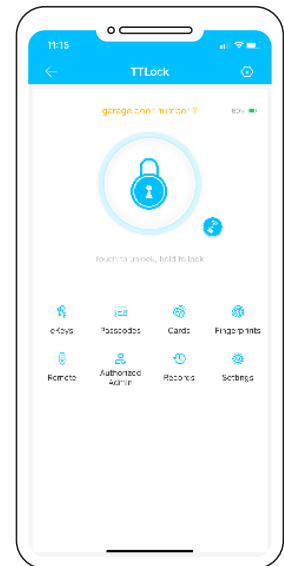 11:15
TTLock
garage door number 3
60%
Touch to unlock, hold to lock
eKeys
Passcodes
Cards
Fingerprints
Remote
Authorized
Admin
Records
Settings